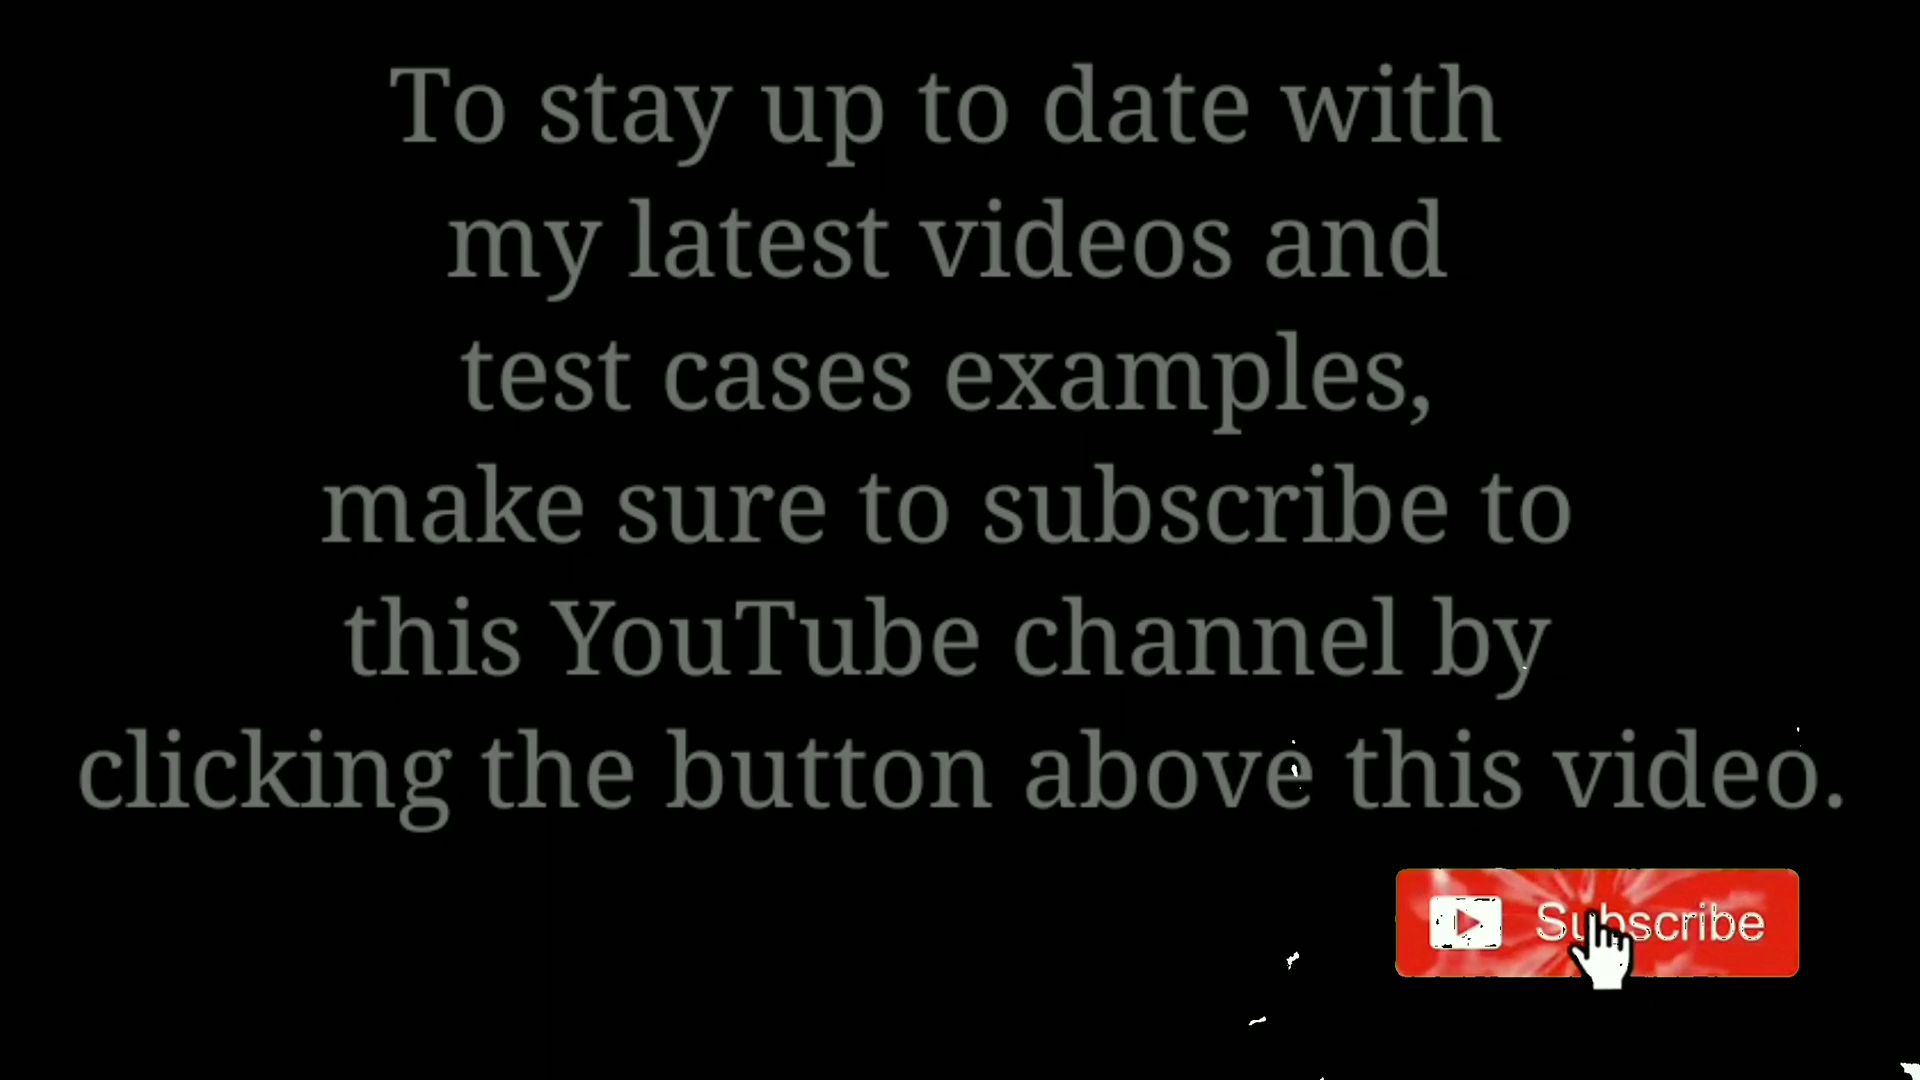 To stay up to date with
my latest videos and
test cases examples,
make sure to subscribe to
this YouTube channel by
clicking the button above this video.
Subscribe